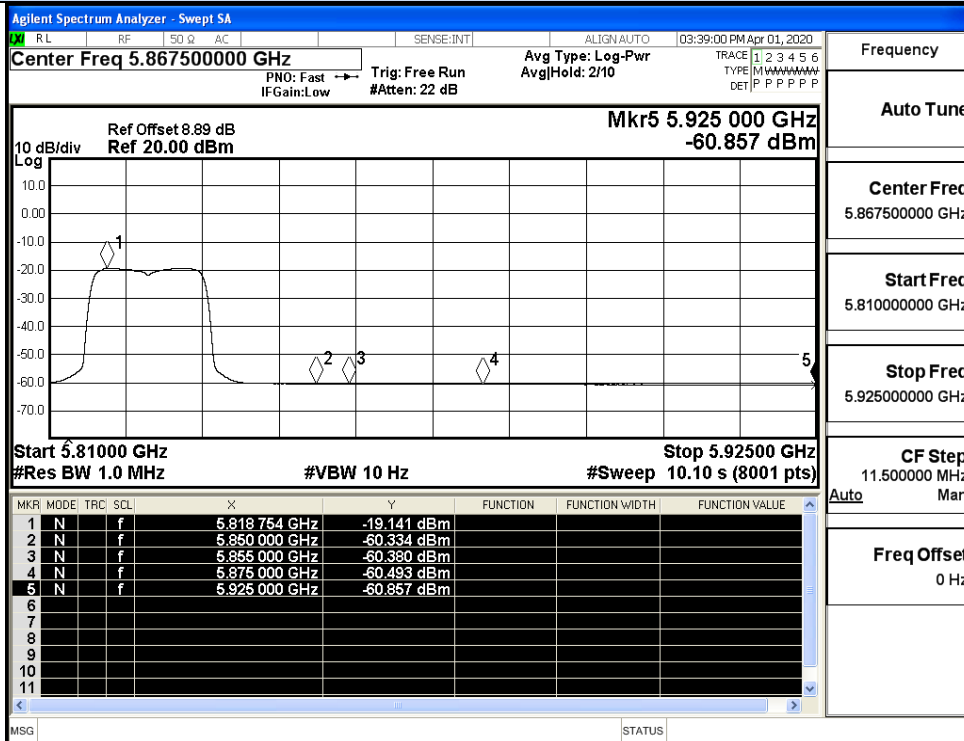 Agilent Spectrum Analyzer - Swept SA
LXI RL RF 50 Ω AC SENSE:INT ALIGN AUTO 03:39:00 PM Apr 01, 2020
Center Freq 5.867500000 GHz
PNO: Fast
IFGain:Low
Trig: Free Run
#Atten: 22 dB
Avg Type: Log-Pwr
Avg|Hold: 2/10
TRACE 1 2 3 4 5 6
TYPE M
DET P P P P P P
Ref Offset 8.89 dB
10 dB/div Ref 20.00 dBm
Log
Mkr5 5.925 000 GHz
-60.857 dBm
10.0
0.00
-10.0
-20.0
-30.0
-40.0
-50.0
-60.0
-70.0
1
2
3
4
5
Start 5.81000 GHz Stop 5.92500 GHz
#Res BW 1.0 MHz #VBW 10 Hz #Sweep 10.10 s (8001 pts)
MKR MODE TRC SCL X Y FUNCTION FUNCTION WIDTH FUNCTION VALUE
1 N f 5.818 754 GHz -19.141 dBm
2 N f 5.850 000 GHz -60.334 dBm
3 N f 5.855 000 GHz -60.380 dBm
4 N f 5.875 000 GHz -60.493 dBm
5 N f 5.925 000 GHz -60.857 dBm
6
7
8
9
10
11
MSG STATUS
Frequency
Auto Tune
Center Freq
5.867500000 GHz
Start Freq
5.810000000 GHz
Stop Freq
5.925000000 GHz
CF Step
11.500000 MHz
Auto Man
Freq Offset
0 Hz